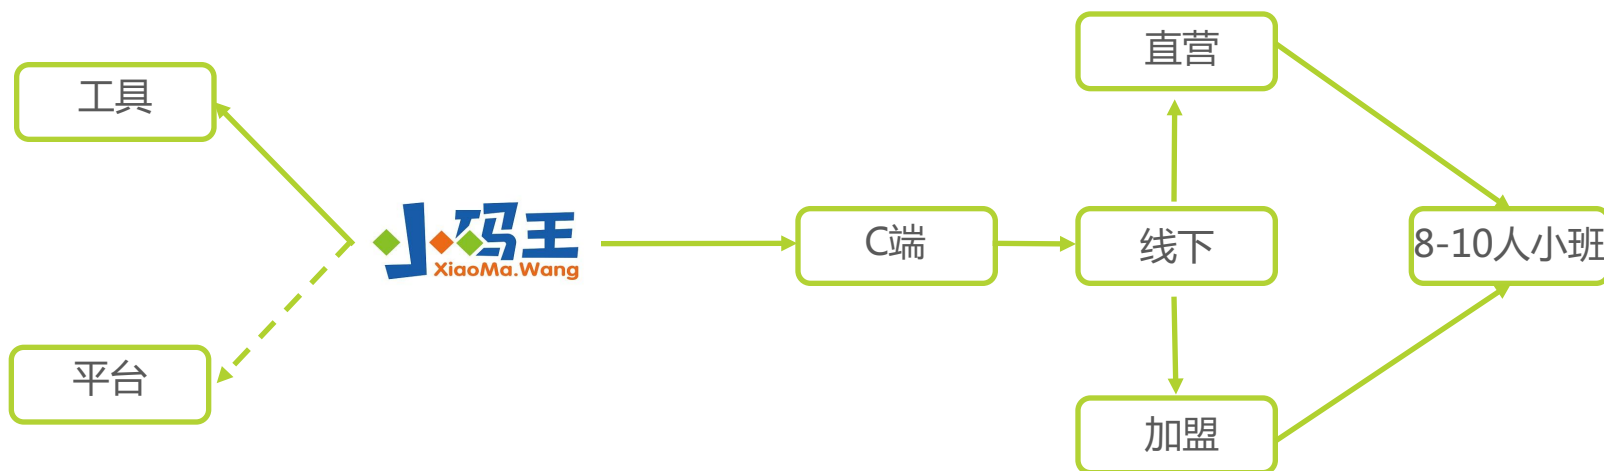 直营
工具
小码王
XiaoMa.Wang
C端
线下
8-10人小班
平台
加盟